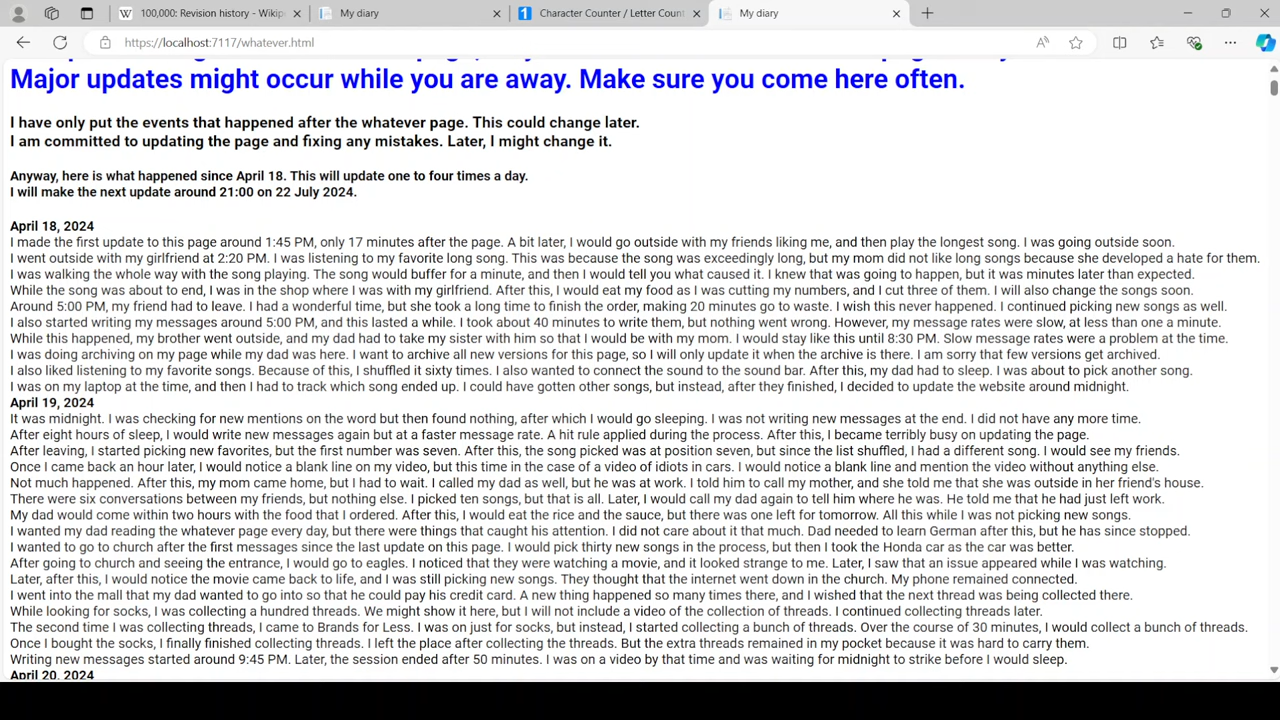 100,000: Revision history - Wikip
My diary
Character Counter / Letter Count
My diary
https://localhost:7117/whatever.html
Major updates might occur while you are away. Make sure you come here often.
I have only put the events that happened after the whatever page. This could change later.
I am committed to updating the page and fixing any mistakes. Later, I might change it.
Anyway, here is what happened since April 18. This will update one to four times a day.
I will make the next update around 21:00 on 22 July 2024.
April 18, 2024
I made the first update to this page around 1:45 PM, only 17 minutes after the page. A bit later, I would go outside with my friends liking me, and then play the longest song. I was going outside soon.
I went outside with my girlfriend at 2:20 PM. I was listening to my favorite long song. This was because the song was exceedingly long, but my mom did not like long songs because she developed a hate for them.
I was walking the whole way with the song playing. The song would buffer for a minute, and then I would tell you what caused it. I knew that was going to happen, but it was minutes later than expected.
While the song was about to end, I was in the shop where I was with my girlfriend. After this, I would eat my food as I was cutting my numbers, and I cut three of them. I will also change the songs soon.
Around 5:00 PM, my friend had to leave. I had a wonderful time, but she took a long time to finish the order, making 20 minutes go to waste. I wish this never happened. I continued picking new songs as well.
I also started writing my messages around 5:00 PM, and this lasted a while. I took about 40 minutes to write them, but nothing went wrong. However, my message rates were slow, at less than one a minute.
While this happened, my brother went outside, and my dad had to take my sister with him so that I would be with my mom. I would stay like this until 8:30 PM. Slow message rates were a problem at the time.
I was doing archiving on my page while my dad was here. I want to archive all new versions for this page, so I will only update it when the archive is there. I am sorry that few versions get archived.
I also liked listening to my favorite songs. Because of this, I shuffled it sixty times. I also wanted to connect the sound to the sound bar. After this, my dad had to sleep. I was about to pick another song.
I was on my laptop at the time, and then I had to track which song ended up. I could have gotten other songs, but instead, after they finished, I decided to update the website around midnight.
April 19, 2024
It was midnight. I was checking for new mentions on the word but then found nothing, after which I would go sleeping. I was not writing new messages at the end. I did not have any more time.
After eight hours of sleep, I would write new messages again but at a faster message rate. A hit rule applied during the process. After this, I became terribly busy on updating the page.
After leaving, I started picking new favorites, but the first number was seven. After this, the song picked was at position seven, but since the list shuffled, I had a different song. I would see my friends.
Once I came back an hour later, I would notice a blank line on my video, but this time in the case of a video of idiots in cars. I would notice a blank line and mention the video without anything else.
Not much happened. After this, my mom came home, but I had to wait. I called my dad as well, but he was at work. I told him to call my mother, and she told me that she was outside in her friend's house.
There were six conversations between my friends, but nothing else. I picked ten songs, but that is all. Later, I would call my dad again to tell him where he was. He told me that he had just left work.
My dad would come within two hours with the food that I ordered. After this, I would eat the rice and the sauce, but there was one left for tomorrow. All this while I was not picking new songs.
I wanted my dad reading the whatever page every day, but there were things that caught his attention. I did not care about it that much. Dad needed to learn German after this, but he has since stopped.
I wanted to go to church after the first messages since the last update on this page. I would pick thirty new songs in the process, but then I took the Honda car as the car was better.
After going to church and seeing the entrance, I would go to eagles. I noticed that they were watching a movie, and it looked strange to me. Later, I saw that an issue appeared while I was watching.
Later, after this, I would notice the movie came back to life, and I was still picking new songs. They thought that the internet went down in the church. My phone remained connected.
I went into the mall that my dad wanted to go into so that he could pay his credit card. A new thing happened so many times there, and I wished that the next thread was being collected there.
While looking for socks, I was collecting a hundred threads. We might show it here, but I will not include a video of the collection of threads. I continued collecting threads later.
The second time I was collecting threads, I came to Brands for Less. I was on just for socks, but instead, I started collecting a bunch of threads. Over the course of 30 minutes, I would collect a bunch of threads.
Once I bought the socks, I finally finished collecting threads. I left the place after collecting the threads. But the extra threads remained in my pocket because it was hard to carry them.
Writing new messages started around 9:45 PM. Later, the session ended after 50 minutes. I was on a video by that time and was waiting for midnight to strike before I would sleep.
April 20, 2024